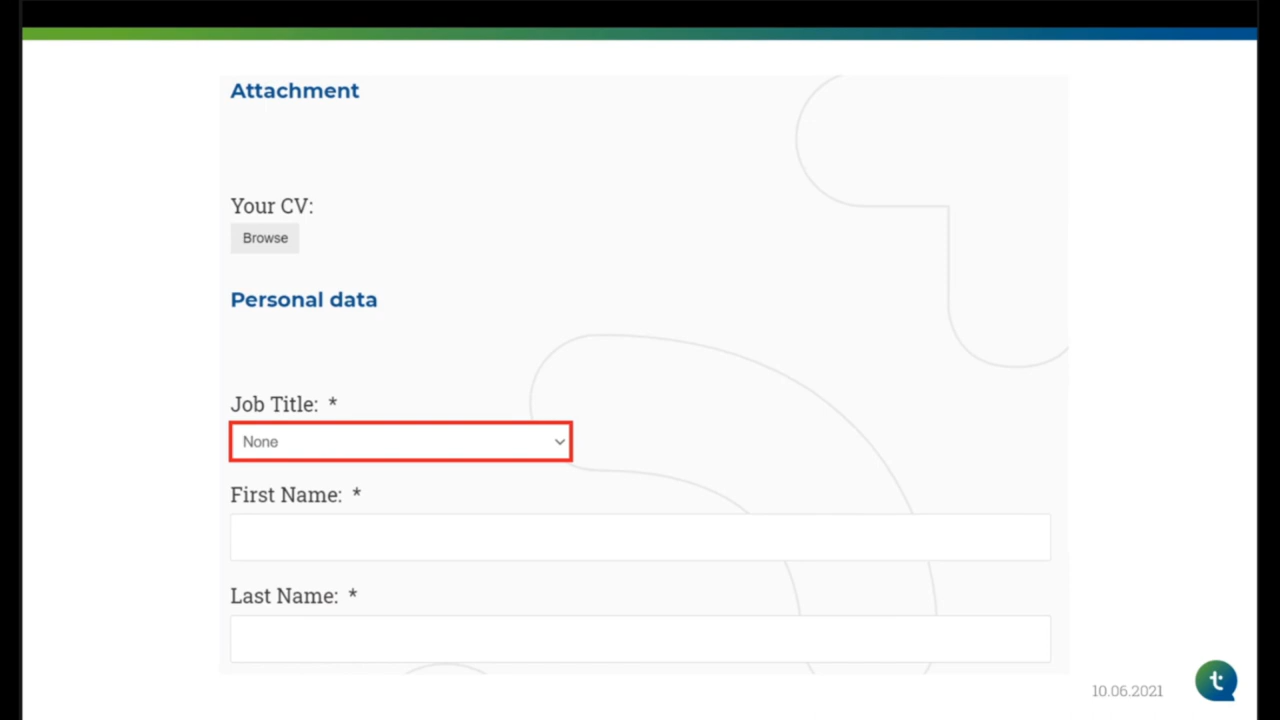 Attachment
Your CV:
Browse
Personal data
Job Title: *
None
First Name: *
Last Name: *
10.06.2021
t